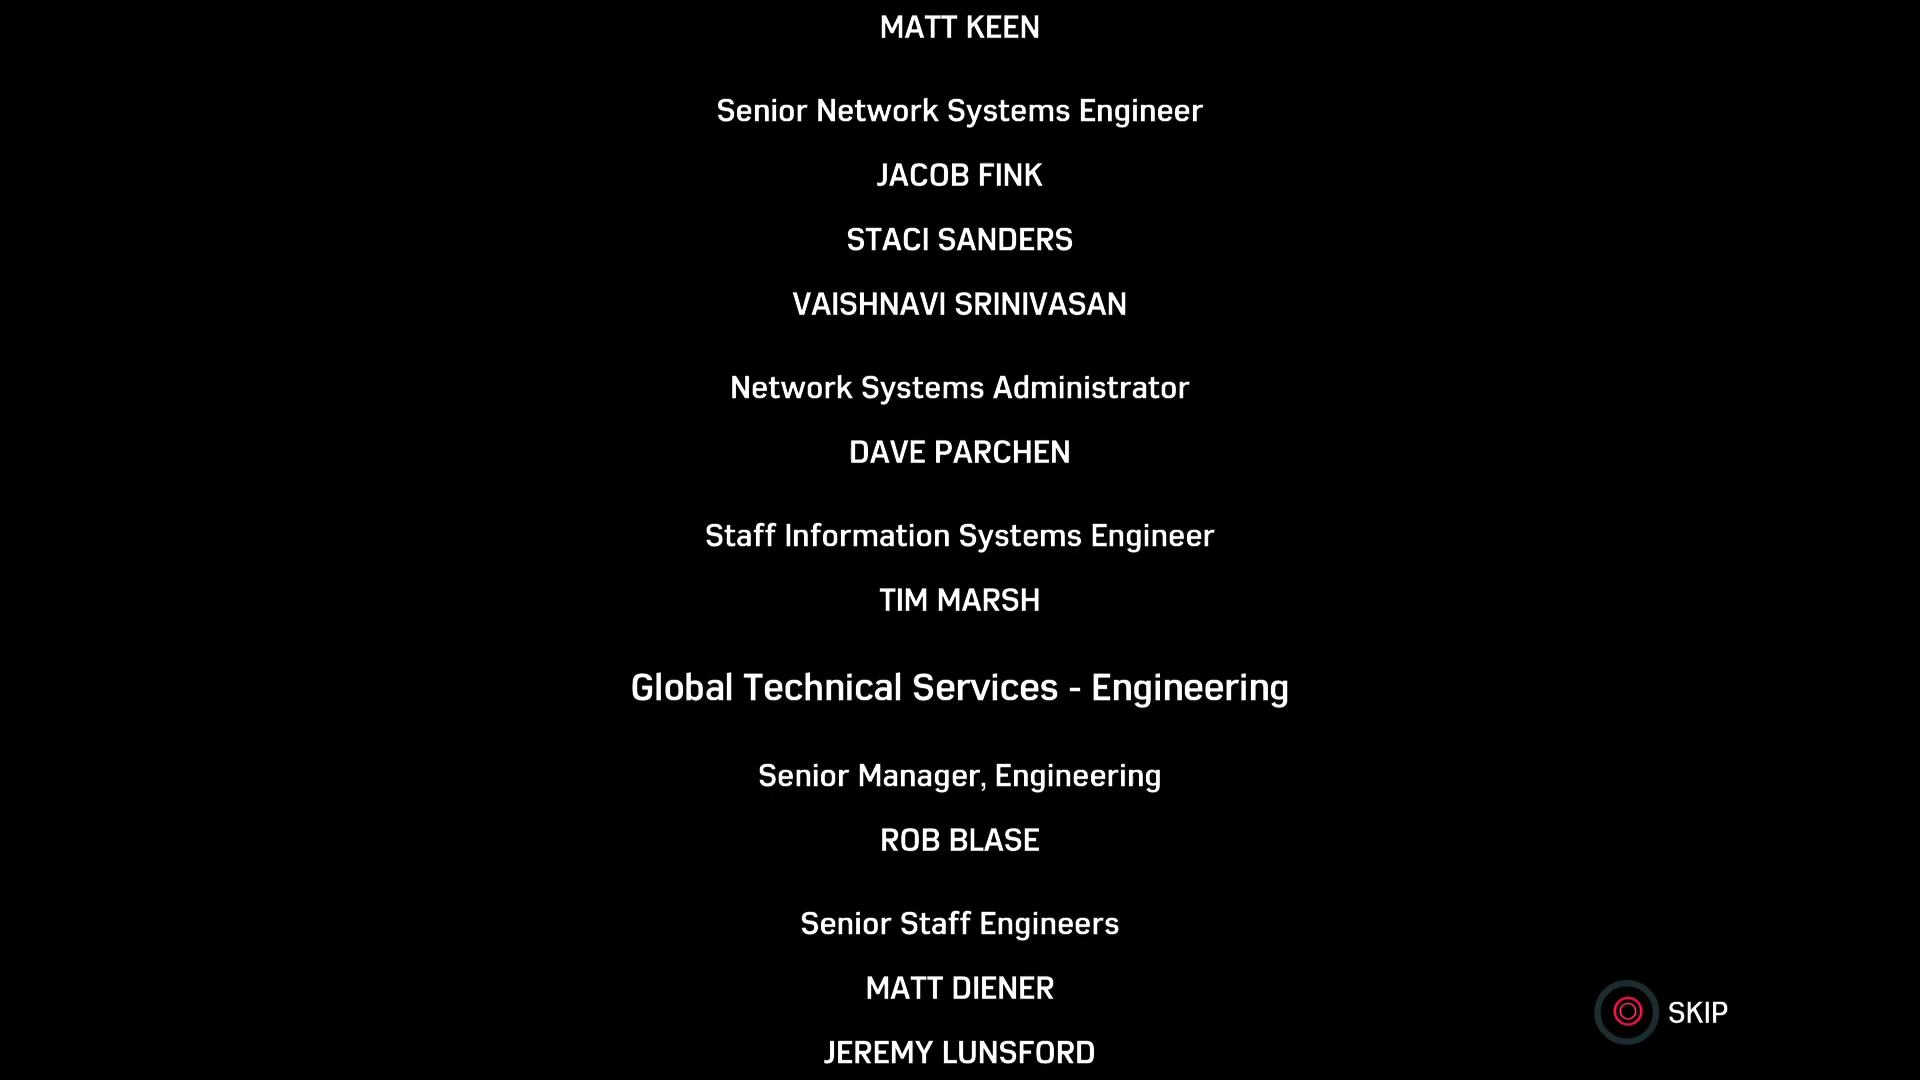 MATT KEEN
Senior Network Systems Engineer
JACOB FINK
STACI SANDERS
VAISHNAVI SRINIVASAN
Network Systems Administrator
DAVE PARCHEN
Staff Information Systems Engineer
TIM MARSH
Global Technical Services - Engineering
Senior Manager, Engineering
ROB BLASE
Senior Staff Engineers
MATT DIENER
SKIP
JEREMY LUNSFORD